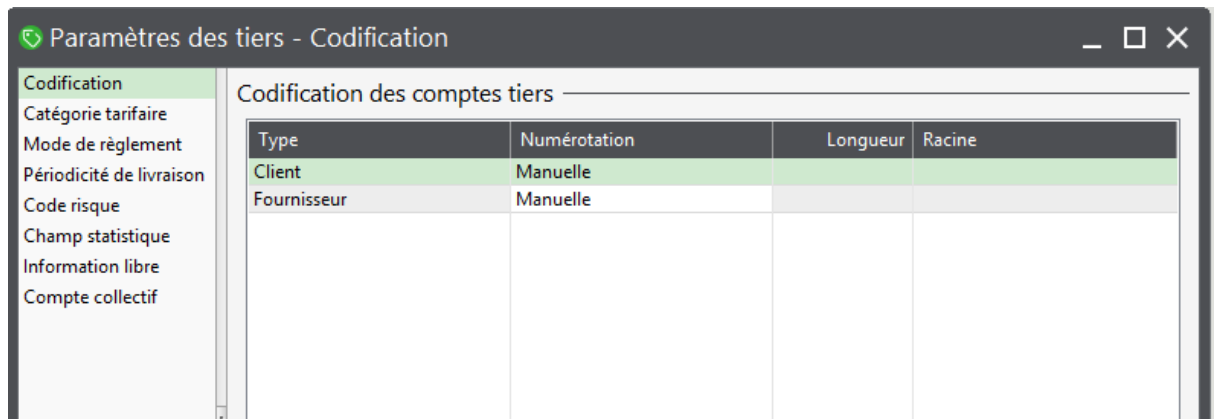 Paramètres des tiers - Codification
Codification
Catégorie tarifaire
Mode de règlement
Périodicité de livraison
Code risque
Champ statistique
Information libre
Compte collectif
Codification des comptes tiers
Type Numérotation Longueur Racine
Client Manuelle
Fournisseur Manuelle